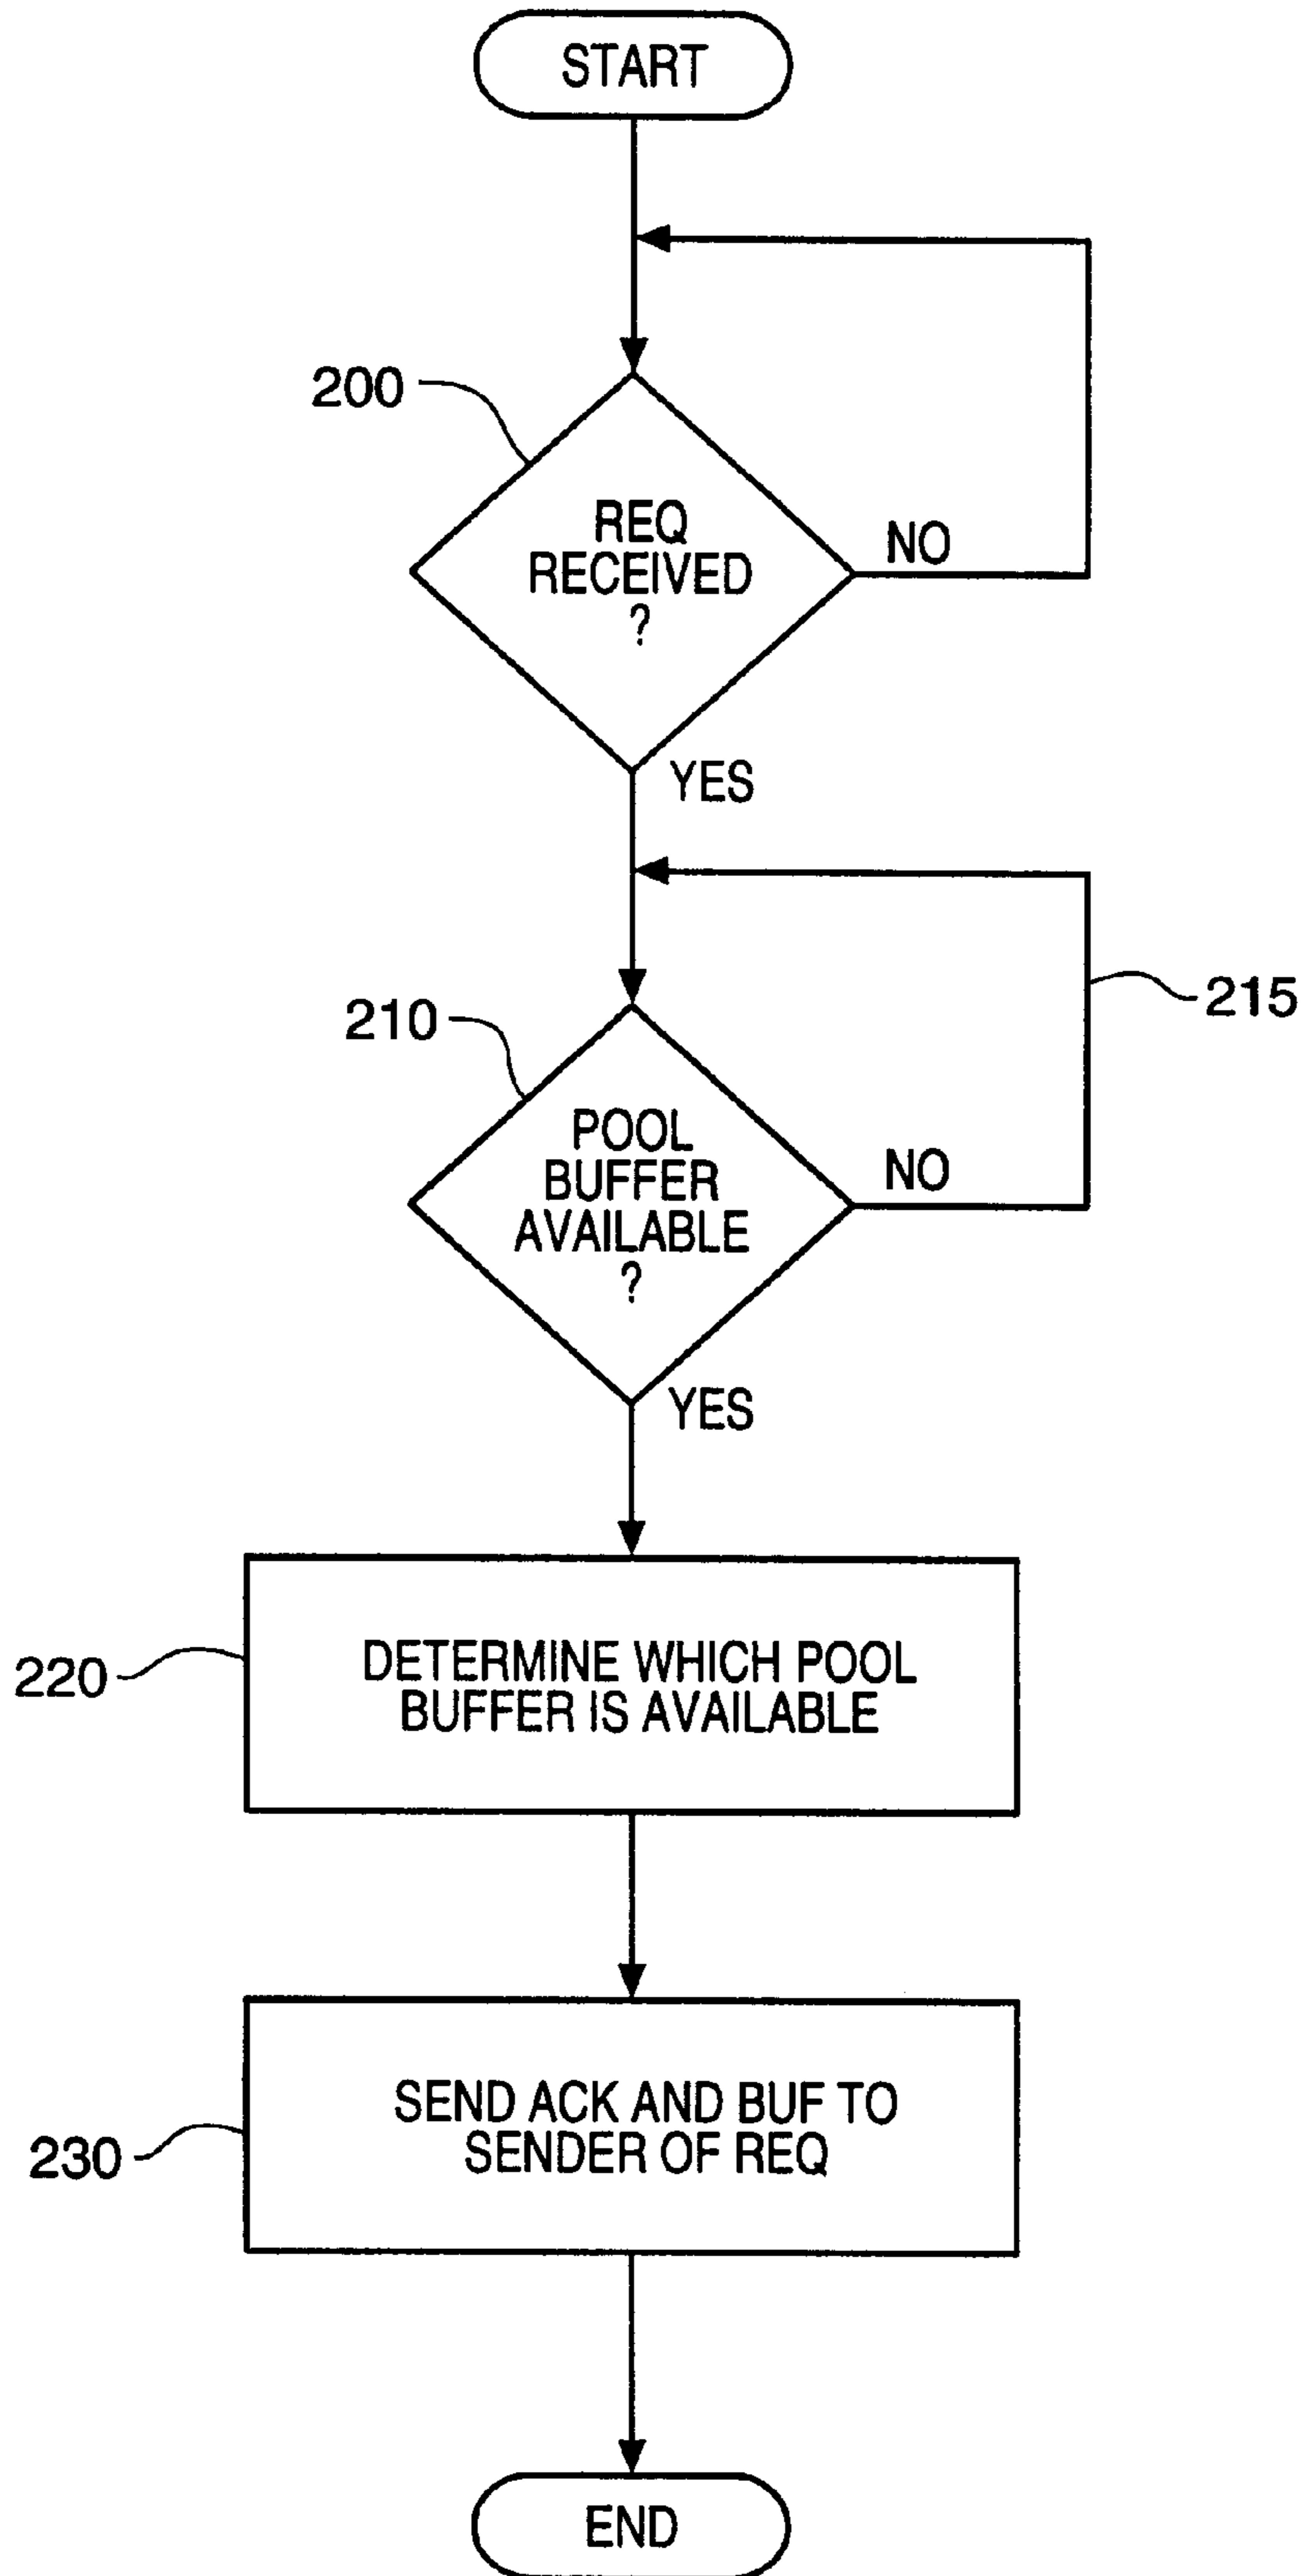 START
200
REQ
RECEIVED
?
NO
YES
215
210
POOL
BUFFER
AVAILABLE
?
NO
YES
220
DETERMINE WHICH POOL
BUFFER IS AVAILABLE
SEND ACK AND BUF TO
SENDER OF REQ
230
END